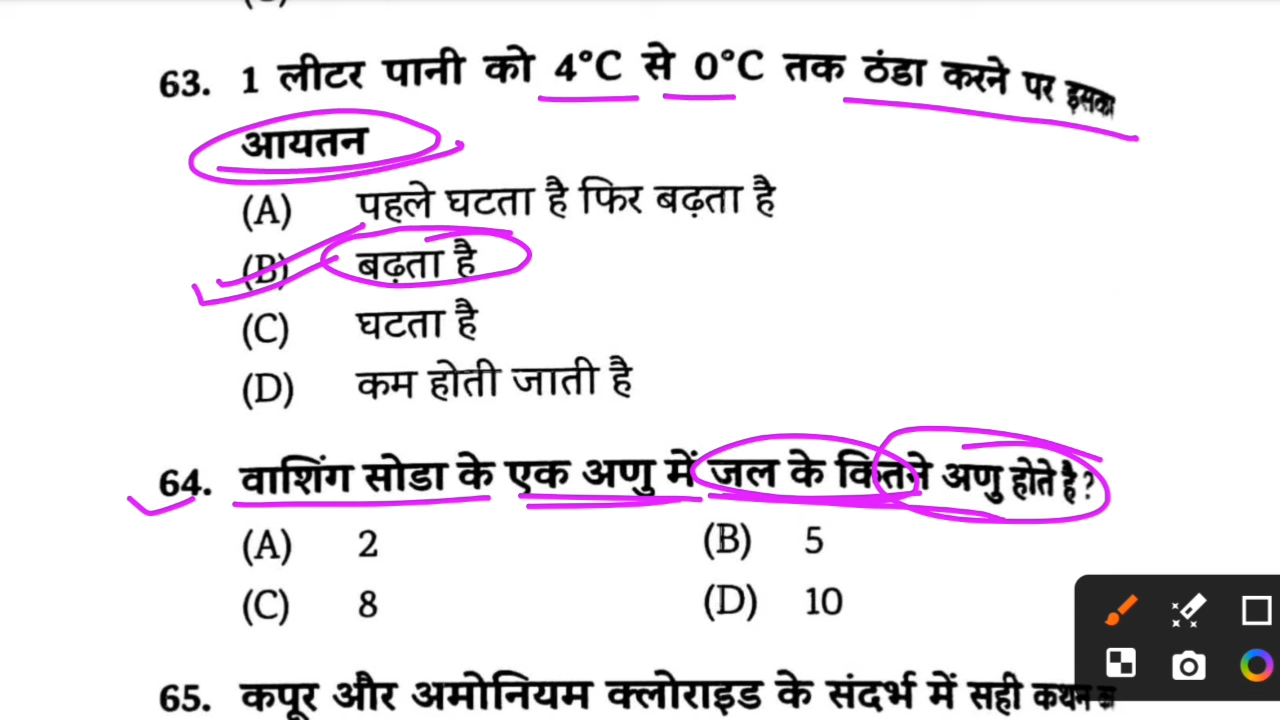 63. 1 लीटर पानी को 4°C से 0°C तक ठंडा करने पर इसका
आयतन
(A) पहले घटता है फिर बढ़ता है
(B) बढ़ता है
(C) घटता है
(D) कम होती जाती है
64. वाशिंग सोडा के एक अणु में जल के कितने अणु होते है?
(A) 2 (B) 5
(C) 8 (D) 10
65. कपूर और अमोनियम क्लोराइड के संदर्भ में सही कथन